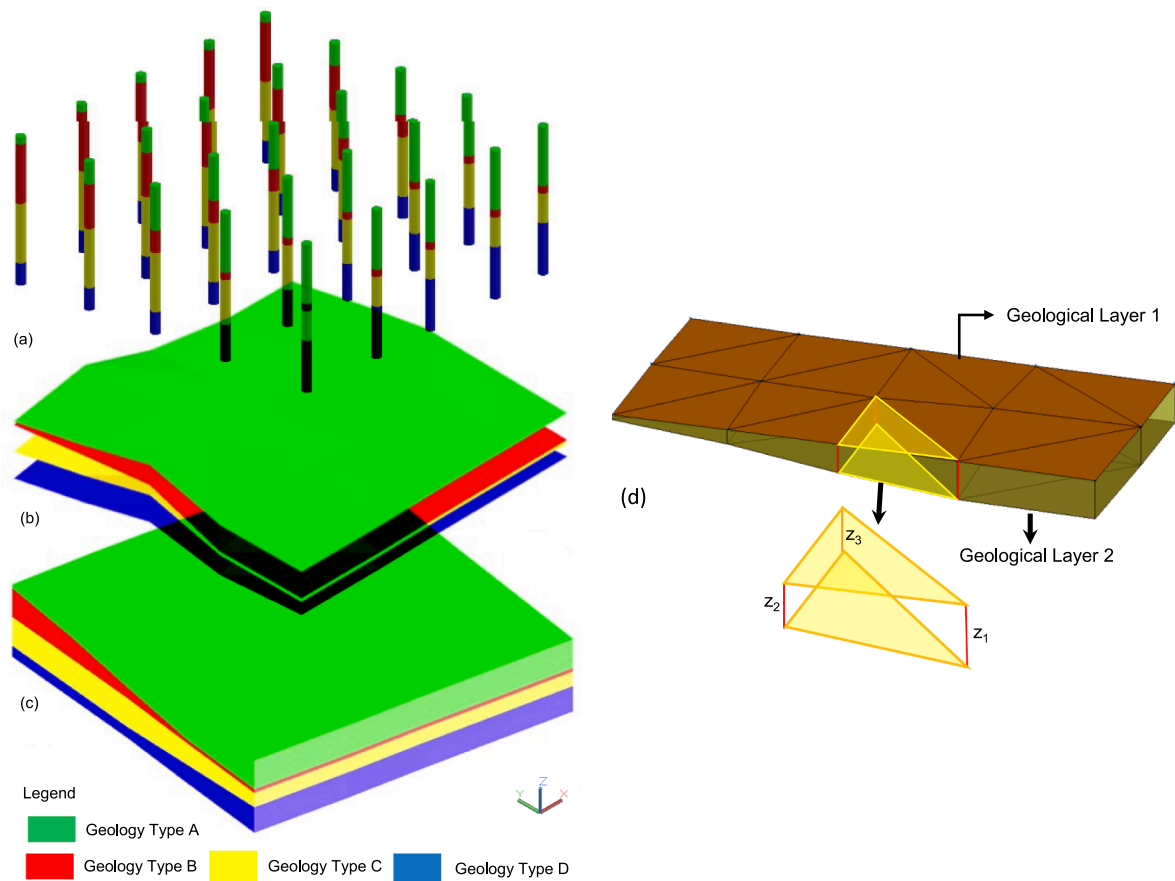 (a)
(b)
(c)
Legend
Geology Type A
Geology Type B
Geology Type C
Geology Type D
Z
Y
X
Geological Layer 1
(d)
Geological Layer 2
z3
z2
z1